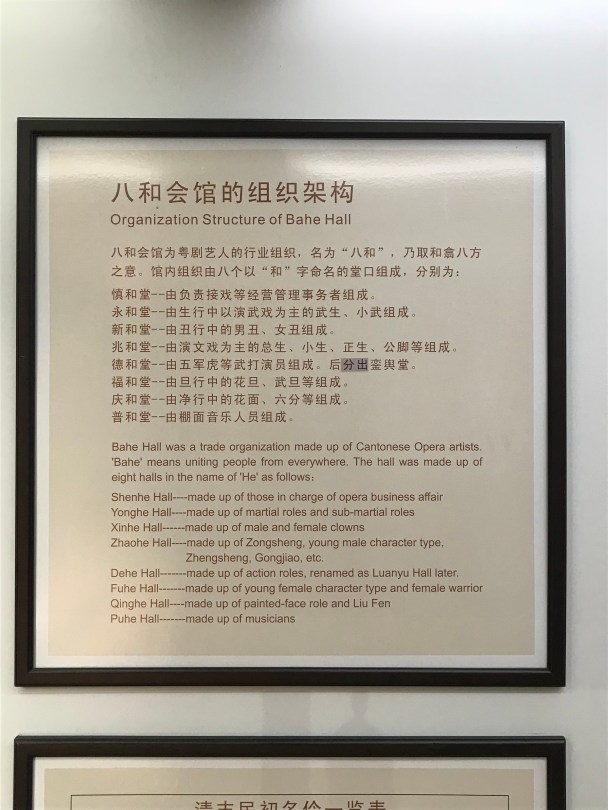 八和会馆的组织架构
Organization Structure of Bahe Hall
八和会馆为粤剧艺人的行业组织，名为“八和”，乃取和翕八方
之意。馆内组织由八个以“和”字命名的堂口组成，分别为：
慎和堂--由负责接戏等经营管理事务者组成。
永和堂--由生行中以演武戏为主的武生、小武组成。
新和堂--由丑行中的男丑、女丑组成。
兆和堂--由演文戏为主的总生、小生、正生、公脚等组成。
德和堂--由五军虎等武打演员组成。后分出銮舆堂。
福和堂--由旦行中的花旦、武旦等组成。
庆和堂--由净行中的花面、六分等组成。
普和堂--由棚面音乐人员组成。
Bahe Hall was a trade organization made up of Cantonese Opera artists.
'Bahe' means uniting people from everywhere. The hall was made up of
eight halls in the name of 'He' as follows:
Shenhe Hall----made up of those in charge of opera business affair
Yonghe Hall----made up of martial roles and sub-martial roles
Xinhe Hall------made up of male and female clowns
Zhaohe Hall----made up of Zongsheng, young male character type,
Zhengsheng, Gongjiao, etc.
Dehe Hall-------made up of action roles, renamed as Luanyu Hall later.
Fuhe Hall-------made up of young female character type and female warrior
Qinghe Hall----made up of painted-face role and Liu Fen
Puhe Hall-------made up of musicians
清末民初名伶一览表